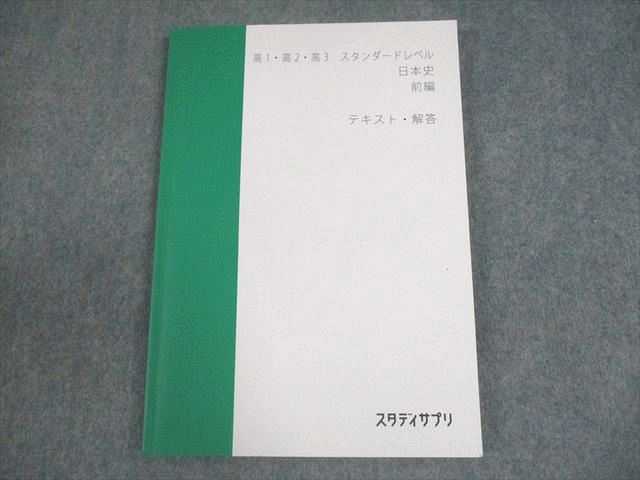 高1・高2・高3　スタンダードレベル
日本史
前編
テキスト・解答
スタディサプリ